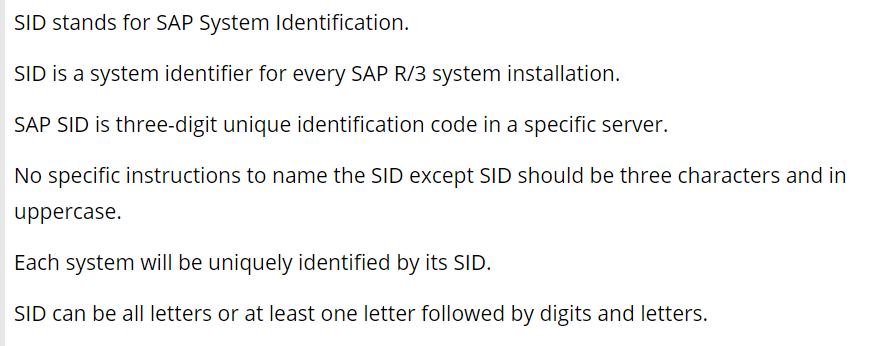 SID stands for SAP System Identification.
SID is a system identifier for every SAP R/3 system installation.
SAP SID is three-digit unique identification code in a specific server.
No specific instructions to name the SID except SID should be three characters and in
uppercase.
Each system will be uniquely identified by its SID.
SID can be all letters or at least one letter followed by digits and letters.